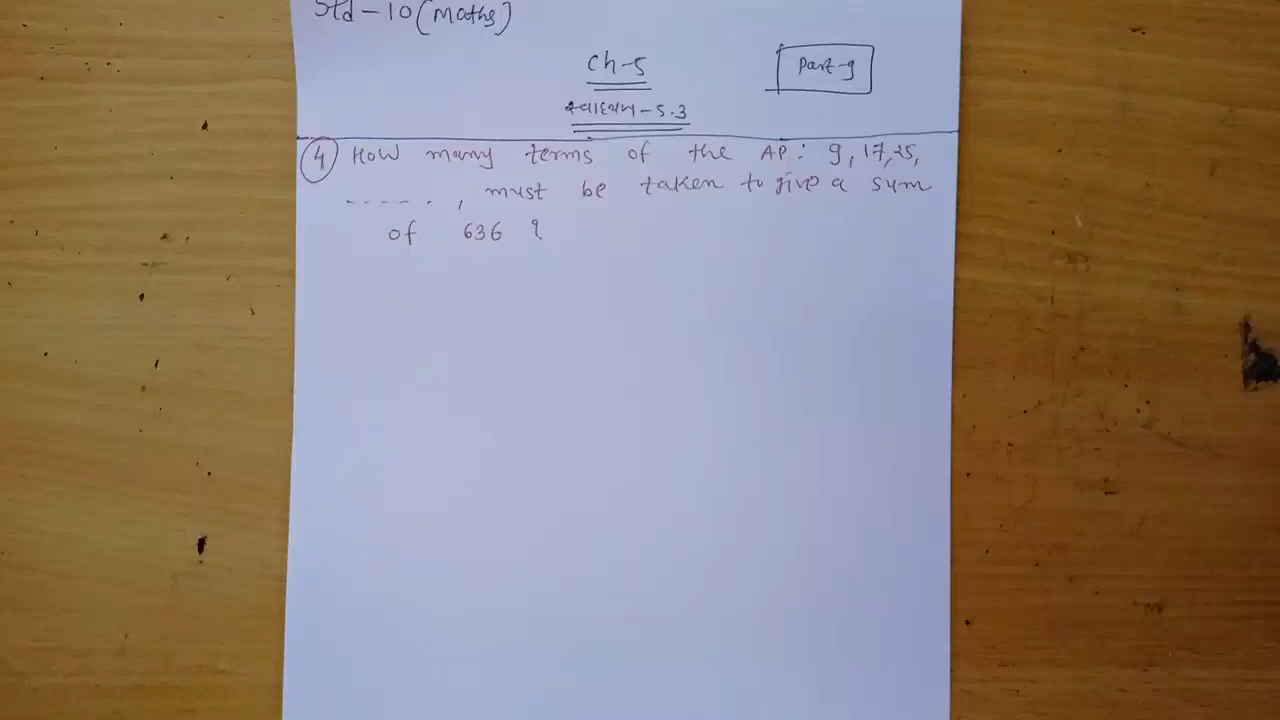 Std - 10 (Maths)
Ch-5
Part-9
સ્વાધ્યાય - 5.3
4 How many terms of the AP: 9, 17, 25,
-----, must be taken to give a sum
of 636 ?